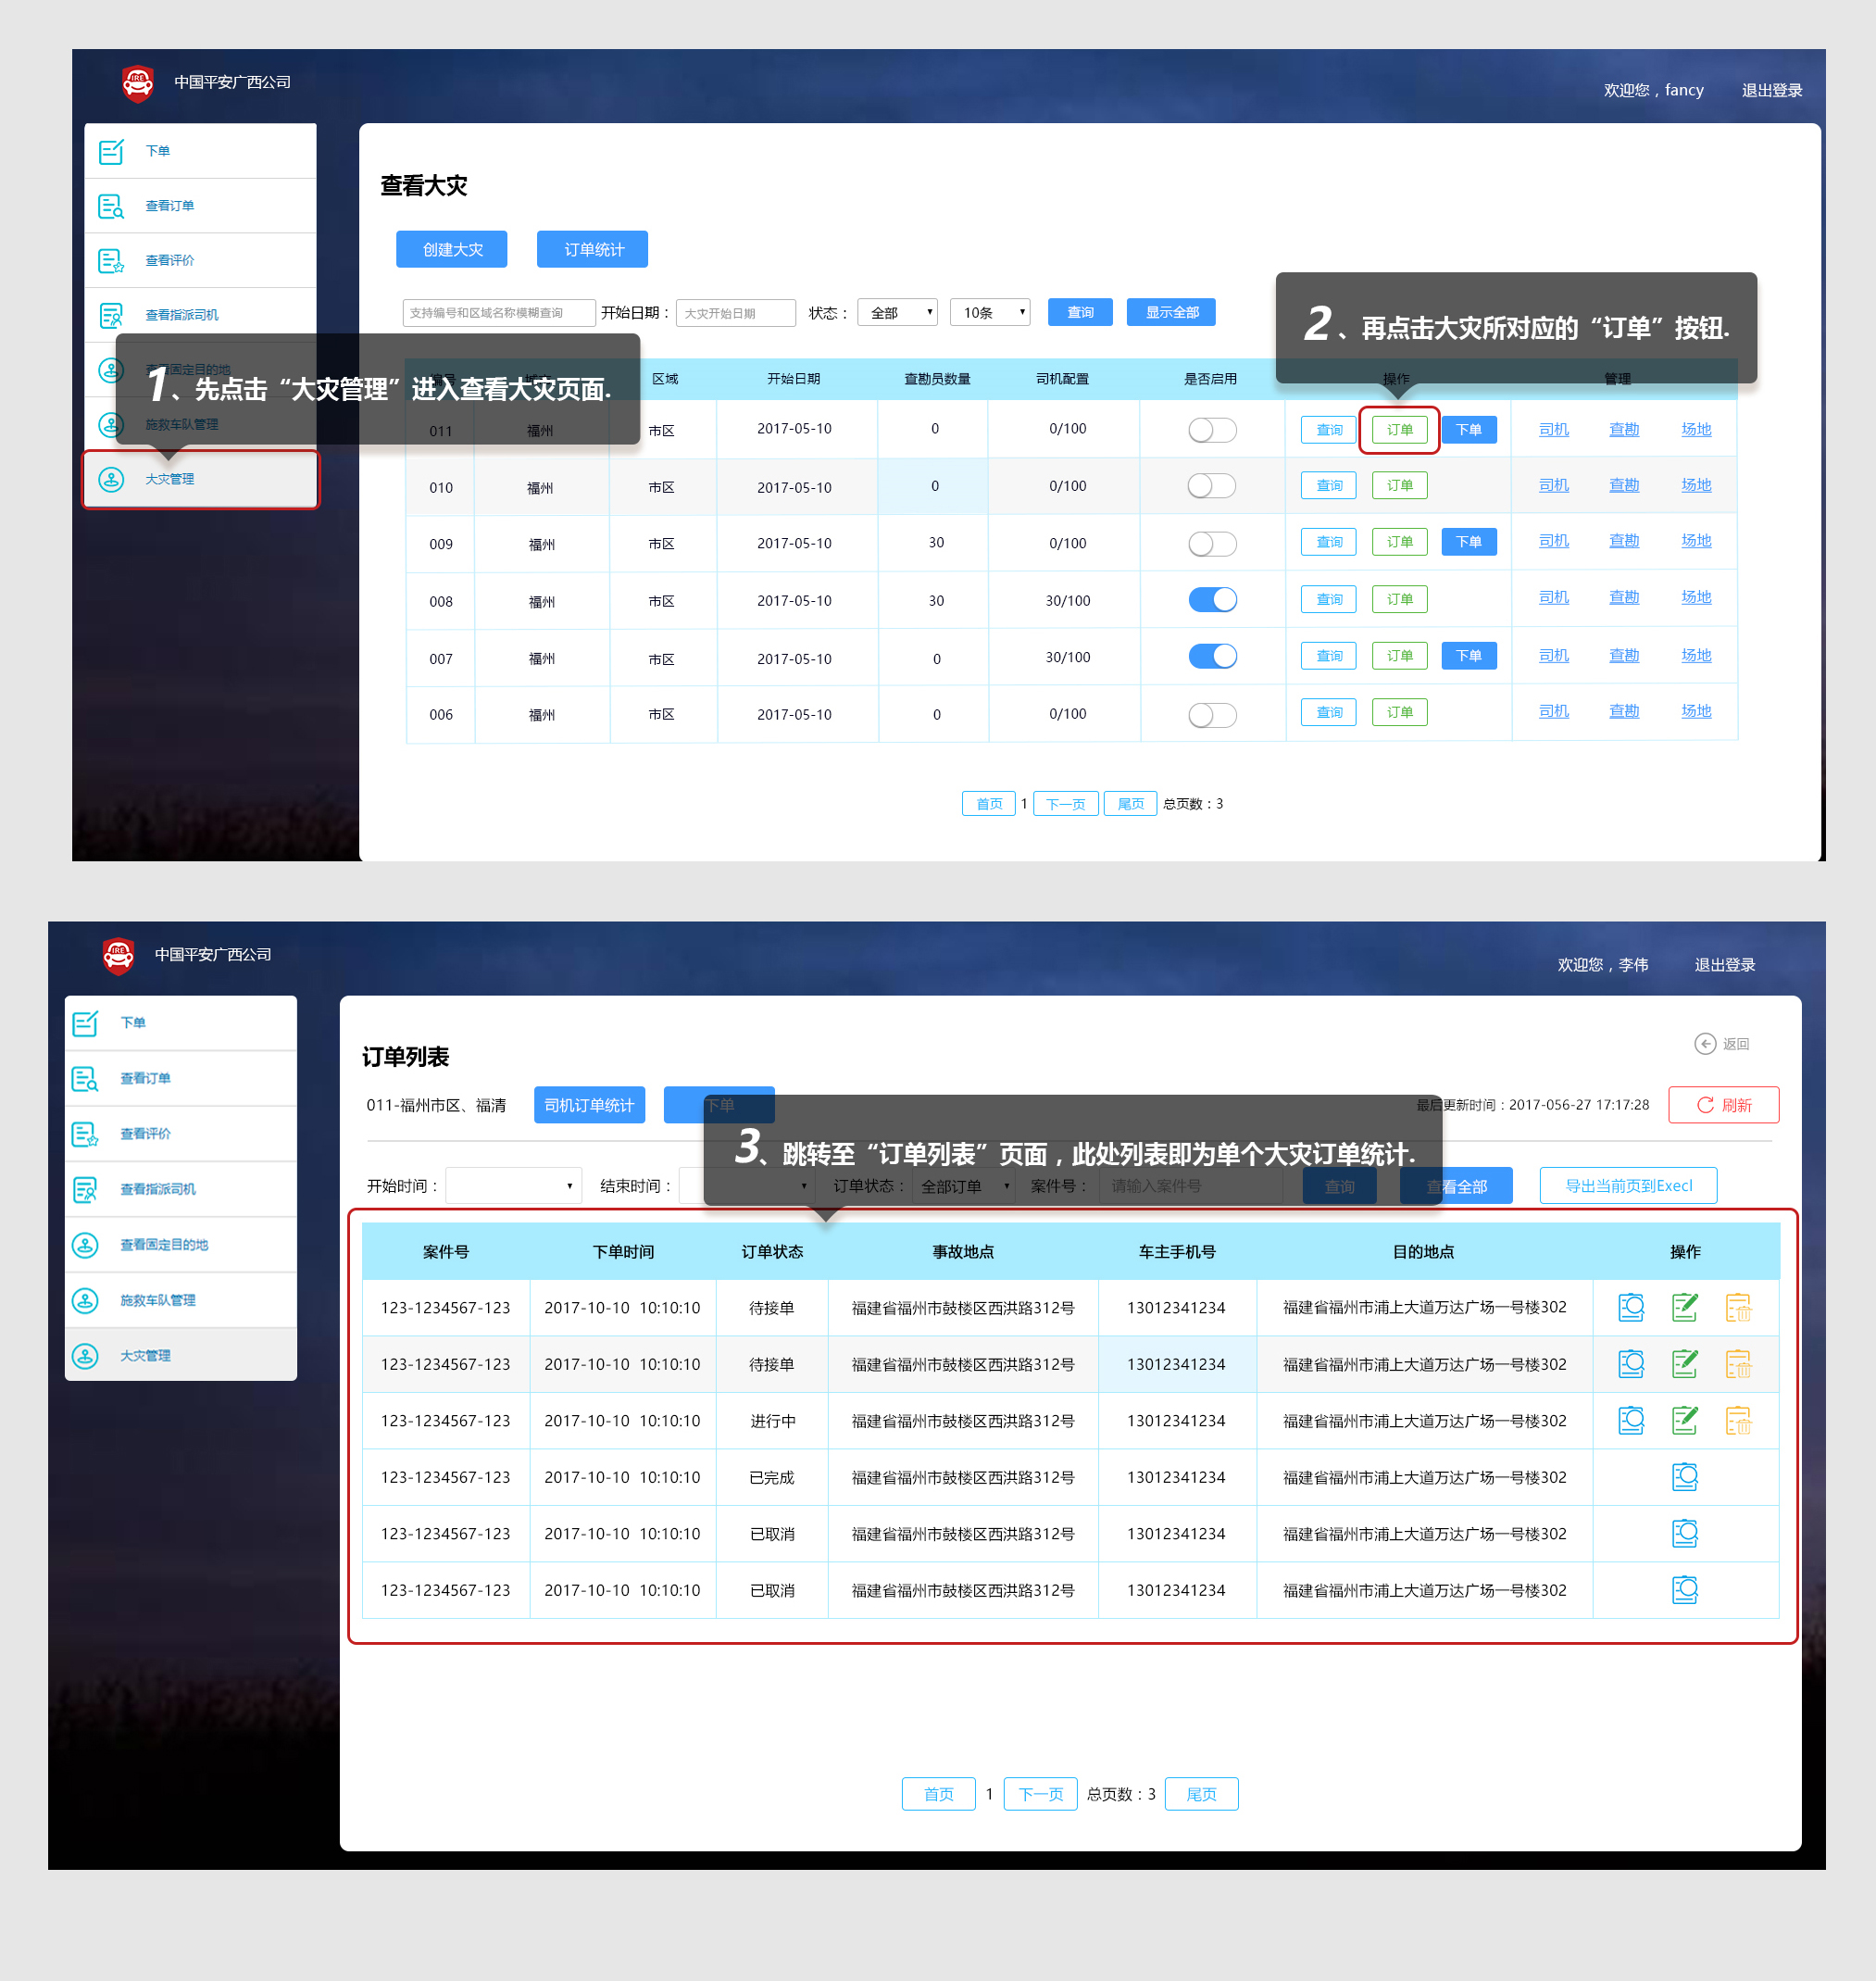 中国平安广西公司
欢迎您，fancy 退出登录
下单
查看订单
查看评价
查看指派司机
查看固定目的地
施救车队管理
大灾管理
查看大灾
创建大灾 订单统计
支持编号和区域名称模糊查询 开始日期： 大灾开始日期 状态： 全部 10条 查询 显示全部
1、先点击“大灾管理”进入查看大灾页面.
2、再点击大灾所对应的“订单”按钮.
编号 区域 开始日期 查勘员数量 司机配置 是否启用 操作 管理
011 福州 市区 2017-05-10 0 0/100 查询 订单 下单 司机 查勘 场地
010 福州 市区 2017-05-10 0 0/100 查询 订单 司机 查勘 场地
009 福州 市区 2017-05-10 30 0/100 查询 订单 下单 司机 查勘 场地
008 福州 市区 2017-05-10 30 30/100 查询 订单 司机 查勘 场地
007 福州 市区 2017-05-10 0 30/100 查询 订单 下单 司机 查勘 场地
006 福州 市区 2017-05-10 0 0/100 查询 订单 司机 查勘 场地
首页 1 下一页 尾页 总页数：3
IRE
中国平安广西公司
欢迎您，李伟 退出登录
下单
查看订单
查看评价
查看指派司机
查看固定目的地
施救车队管理
大灾管理
订单列表
返回
011-福州市区、福清 司机订单统计 下单 最后更新时间：2017-056-27 17:17:28 刷新
3、跳转至“订单列表”页面，此处列表即为单个大灾订单统计.
开始时间： 结束时间： 订单状态： 全部订单 案件号： 请输入案件号 查询 查看全部 导出当前页到Execl
案件号 下单时间 订单状态 事故地点 车主手机号 目的地点 操作
123-1234567-123 2017-10-10 10:10:10 待接单 福建省福州市鼓楼区西洪路312号 13012341234 福建省福州市浦上大道万达广场一号楼302
123-1234567-123 2017-10-10 10:10:10 待接单 福建省福州市鼓楼区西洪路312号 13012341234 福建省福州市浦上大道万达广场一号楼302
123-1234567-123 2017-10-10 10:10:10 进行中 福建省福州市鼓楼区西洪路312号 13012341234 福建省福州市浦上大道万达广场一号楼302
123-1234567-123 2017-10-10 10:10:10 已完成 福建省福州市鼓楼区西洪路312号 13012341234 福建省福州市浦上大道万达广场一号楼302
123-1234567-123 2017-10-10 10:10:10 已取消 福建省福州市鼓楼区西洪路312号 13012341234 福建省福州市浦上大道万达广场一号楼302
123-1234567-123 2017-10-10 10:10:10 已取消 福建省福州市鼓楼区西洪路312号 13012341234 福建省福州市浦上大道万达广场一号楼302
首页 1 下一页 总页数：3 尾页